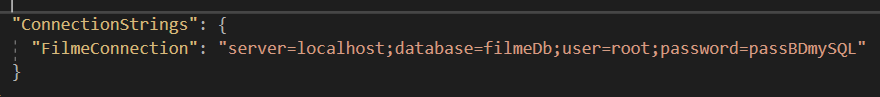 "ConnectionStrings": {
"FilmeConnection": "server=localhost;database=filmeDb;user=root;password=passBDmySQL"
}